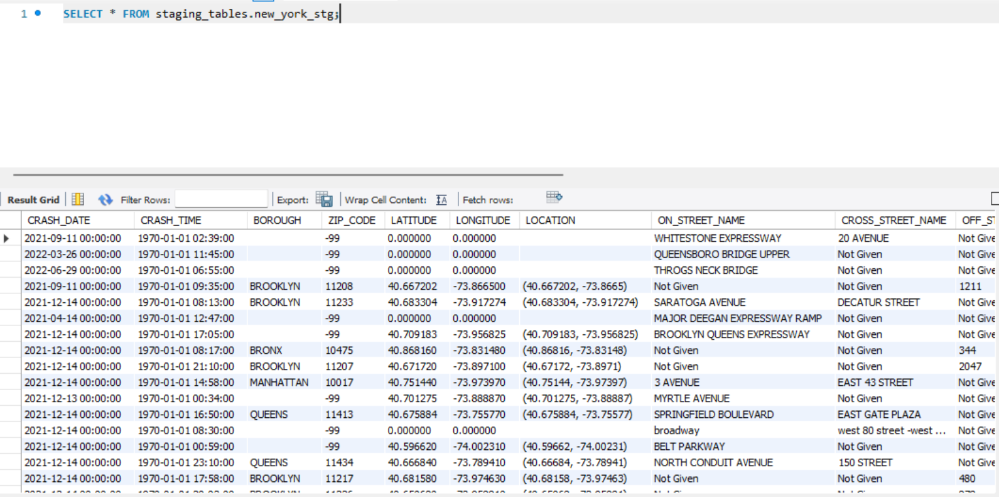 1 SELECT * FROM staging_tables.new_york_stg;
Result Grid Filter Rows: Export: Wrap Cell Content: Fetch rows:
CRASH_DATE CRASH_TIME BOROUGH ZIP_CODE LATITUDE LONGITUDE LOCATION ON_STREET_NAME CROSS_STREET_NAME OFF_ST
2021-09-11 00:00:00 1970-01-01 02:39:00 -99 0.000000 0.000000 WHITESTONE EXPRESSWAY 20 AVENUE Not Give
2022-03-26 00:00:00 1970-01-01 11:45:00 -99 0.000000 0.000000 QUEENSBORO BRIDGE UPPER Not Given Not Give
2022-06-29 00:00:00 1970-01-01 06:55:00 -99 0.000000 0.000000 THROGS NECK BRIDGE Not Given Not Give
2021-09-11 00:00:00 1970-01-01 09:35:00 BROOKLYN 11208 40.667202 -73.866500 (40.667202, -73.8665) Not Given Not Given 1211
2021-12-14 00:00:00 1970-01-01 08:13:00 BROOKLYN 11233 40.683304 -73.917274 (40.683304, -73.917274) SARATOGA AVENUE DECATUR STREET Not Give
2021-04-14 00:00:00 1970-01-01 12:47:00 -99 0.000000 0.000000 MAJOR DEEGAN EXPRESSWAY RAMP Not Given Not Give
2021-12-14 00:00:00 1970-01-01 17:05:00 -99 40.709183 -73.956825 (40.709183, -73.956825) BROOKLYN QUEENS EXPRESSWAY Not Given Not Give
2021-12-14 00:00:00 1970-01-01 08:17:00 BRONX 10475 40.868160 -73.831480 (40.86816, -73.83148) Not Given Not Given 344
2021-12-14 00:00:00 1970-01-01 21:10:00 BROOKLYN 11207 40.671720 -73.897100 (40.67172, -73.8971) Not Given Not Given 2047
2021-12-14 00:00:00 1970-01-01 14:58:00 MANHATTAN 10017 40.751440 -73.973970 (40.75144, -73.97397) 3 AVENUE EAST 43 STREET Not Give
2021-12-13 00:00:00 1970-01-01 00:34:00 -99 40.701275 -73.888870 (40.701275, -73.88887) MYRTLE AVENUE Not Given Not Give
2021-12-14 00:00:00 1970-01-01 16:50:00 QUEENS 11413 40.675884 -73.755770 (40.675884, -73.75577) SPRINGFIELD BOULEVARD EAST GATE PLAZA Not Give
2021-12-14 00:00:00 1970-01-01 08:30:00 -99 0.000000 0.000000 broadway west 80 street -west ... Not Give
2021-12-14 00:00:00 1970-01-01 00:59:00 -99 40.596620 -74.002310 (40.59662, -74.00231) BELT PARKWAY Not Given Not Give
2021-12-14 00:00:00 1970-01-01 23:10:00 QUEENS 11434 40.666840 -73.789410 (40.66684, -73.78941) NORTH CONDUIT AVENUE 150 STREET Not Give
2021-12-14 00:00:00 1970-01-01 17:58:00 BROOKLYN 11217 40.681580 -73.974630 (40.68158, -73.97463) Not Given Not Given 480